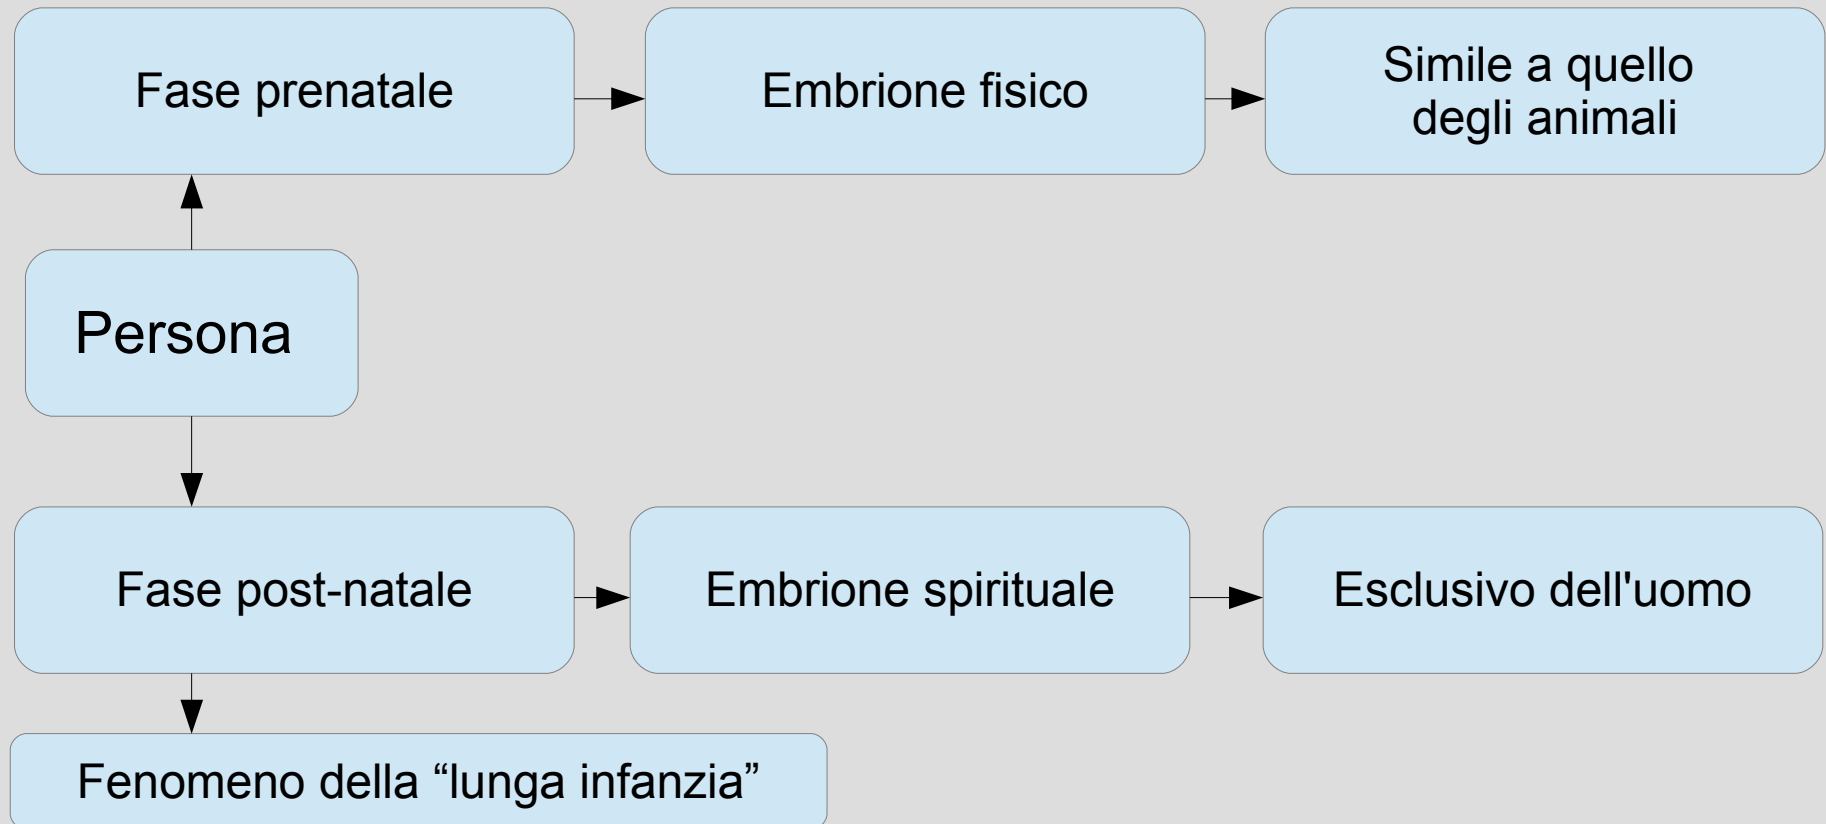 Fase prenatale
Embrione fisico
Simile a quello
degli animali
Persona
Fase post-natale
Embrione spirituale
Esclusivo dell'uomo
Fenomeno della “lunga infanzia”